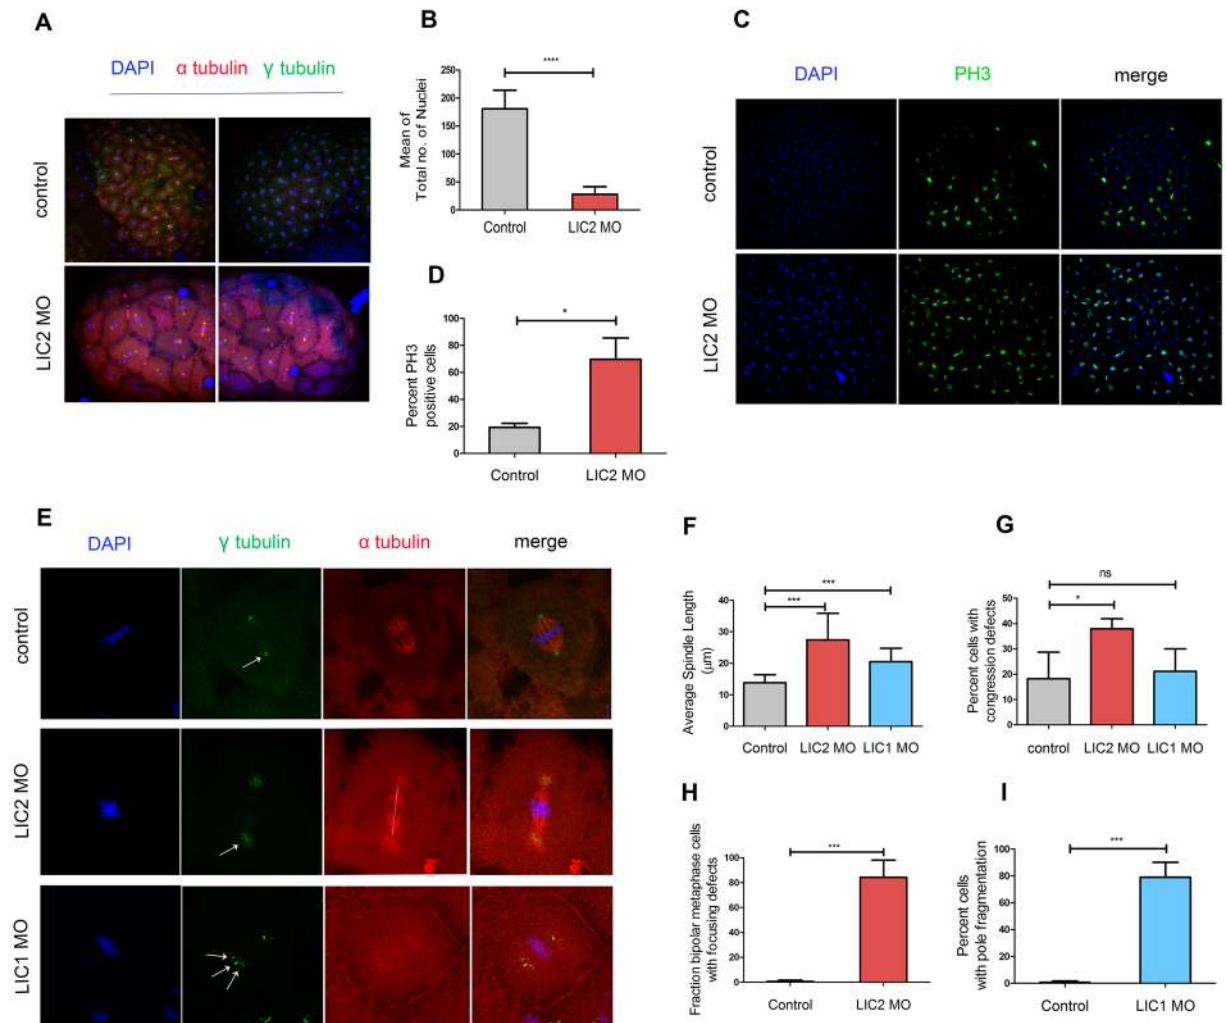 A
DAPI α tubulin γ tubulin
control
LIC2 MO
B
****
Mean of
Total no. of Nuclei
250
200
150
100
50
0
Control LIC2 MO
C
DAPI PH3 merge
control
LIC2 MO
D
*
Percent PH3
positive cells
100
80
60
40
20
0
Control LIC2 MO
E
DAPI γ tubulin α tubulin merge
control
LIC2 MO
LIC1 MO
F
***
***
Average Spindle Length
(μm)
40
30
20
10
0
Control LIC2 MO LIC1 MO
G
ns
*
Percent cells with
congression defects
50
40
30
20
10
0
control LIC2 MO LIC1 MO
H
***
Fraction bipolar metaphase cells
with focusing defects
100
80
60
40
20
0
Control LIC2 MO
I
***
Percent cells
with pole fragmentation
100
80
60
40
20
0
Control LIC1 MO